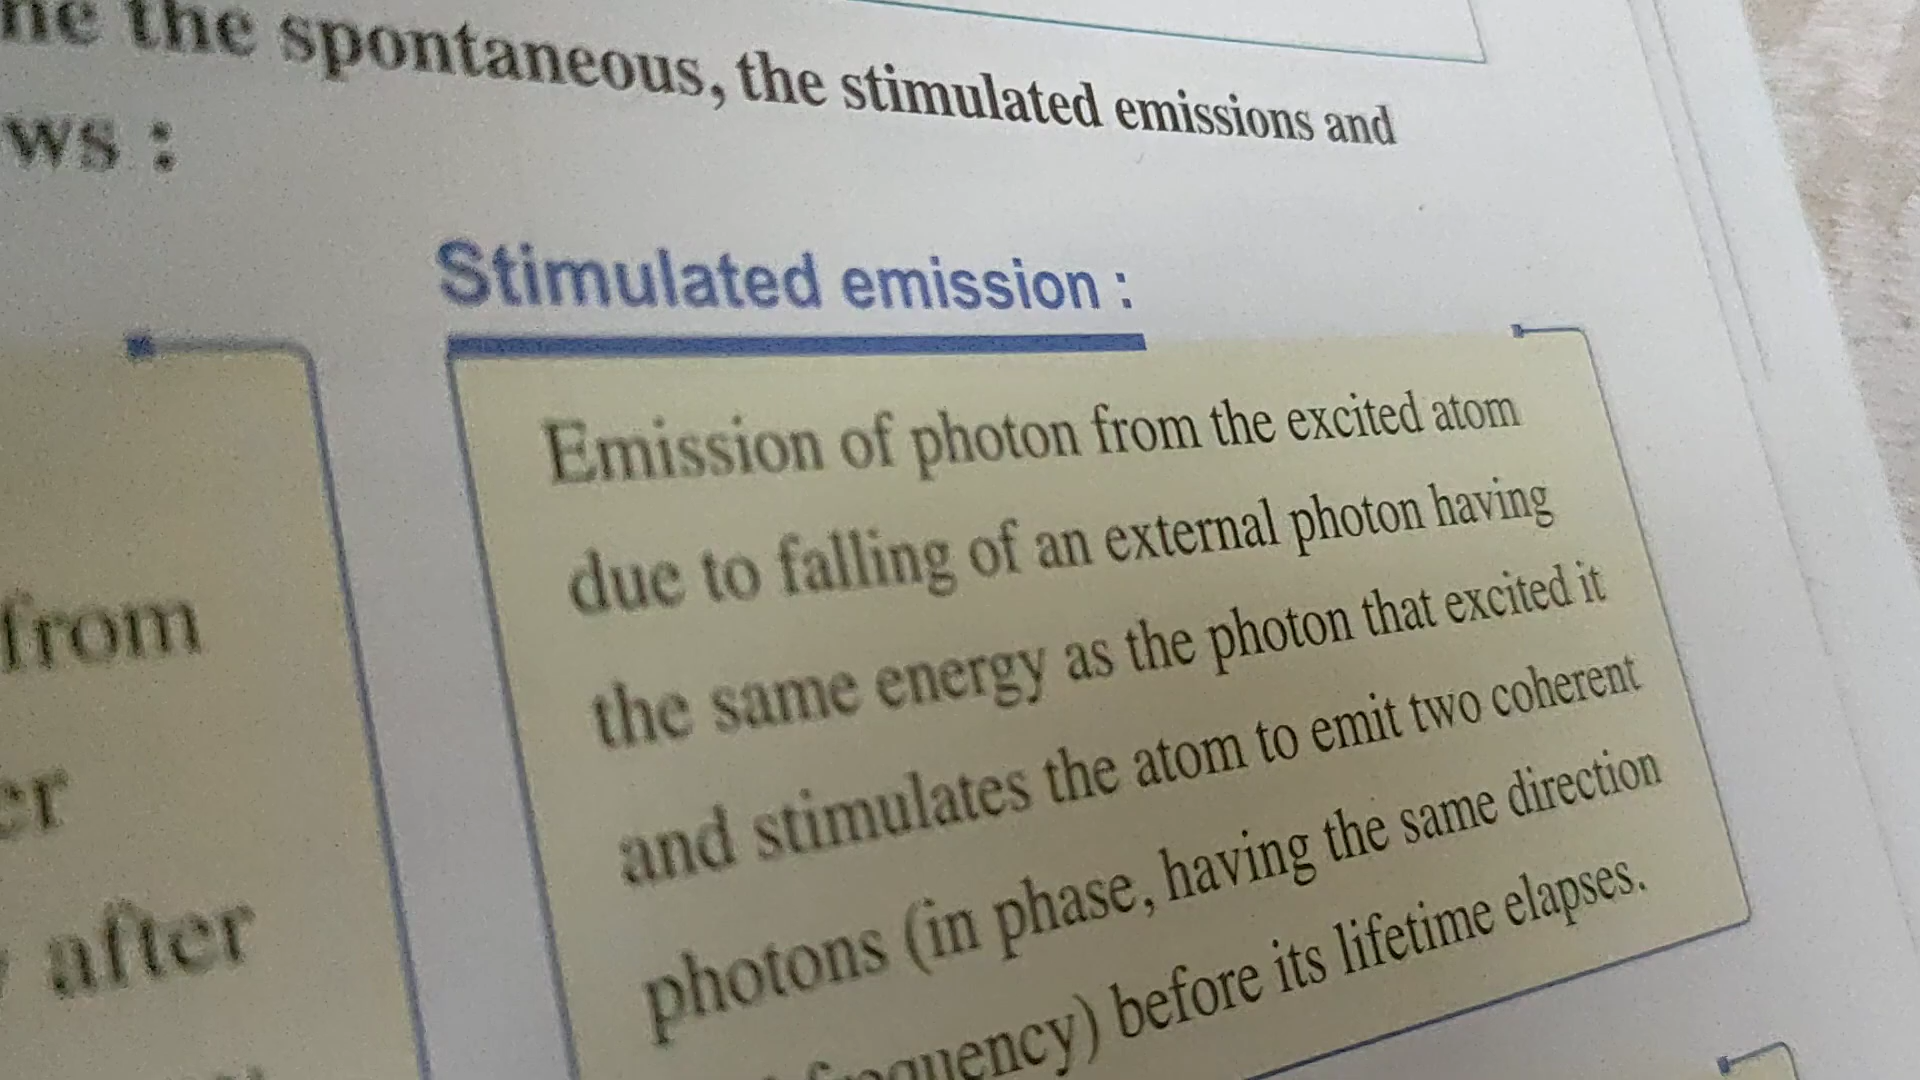 the spontaneous, the stimulated emissions and
ws :
Stimulated emission :
Emission of photon from the excited atom
due to falling of an external photon having
the same energy as the photon that excited it
and stimulates the atom to emit two coherent
photons (in phase, having the same direction
frequency) before its lifetime elapses.
from
er
after